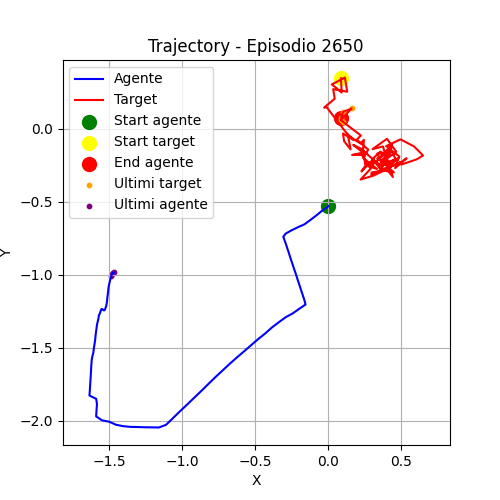 Trajectory - Episodio 2650
Agente
Target
Start agente
Start target
End agente
Ultimi target
Ultimi agente
0.0
−0.5
−1.0
−1.5
−2.0
Y
−1.5 −1.0 −0.5 0.0 0.5
X